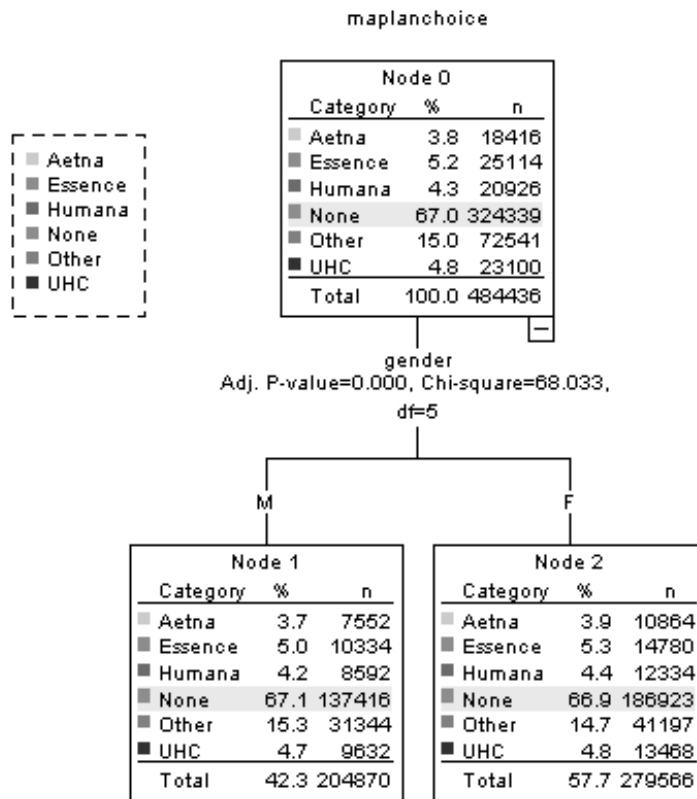 maplanchoice
Aetna
Essence
Humana
None
Other
UHC
Node 0
Category % n
Aetna 3.8 18416
Essence 5.2 25114
Humana 4.3 20926
None 67.0 324339
Other 15.0 72541
UHC 4.8 23100
Total 100.0 484436
gender
Adj. P-value=0.000, Chi-square=68.033,
df=5
M
F
Node 1
Category % n
Aetna 3.7 7552
Essence 5.0 10334
Humana 4.2 8592
None 67.1 137416
Other 15.3 31344
UHC 4.7 9632
Total 42.3 204870
Node 2
Category % n
Aetna 3.9 10864
Essence 5.3 14780
Humana 4.4 12334
None 66.9 186923
Other 14.7 41197
UHC 4.8 13468
Total 57.7 279566